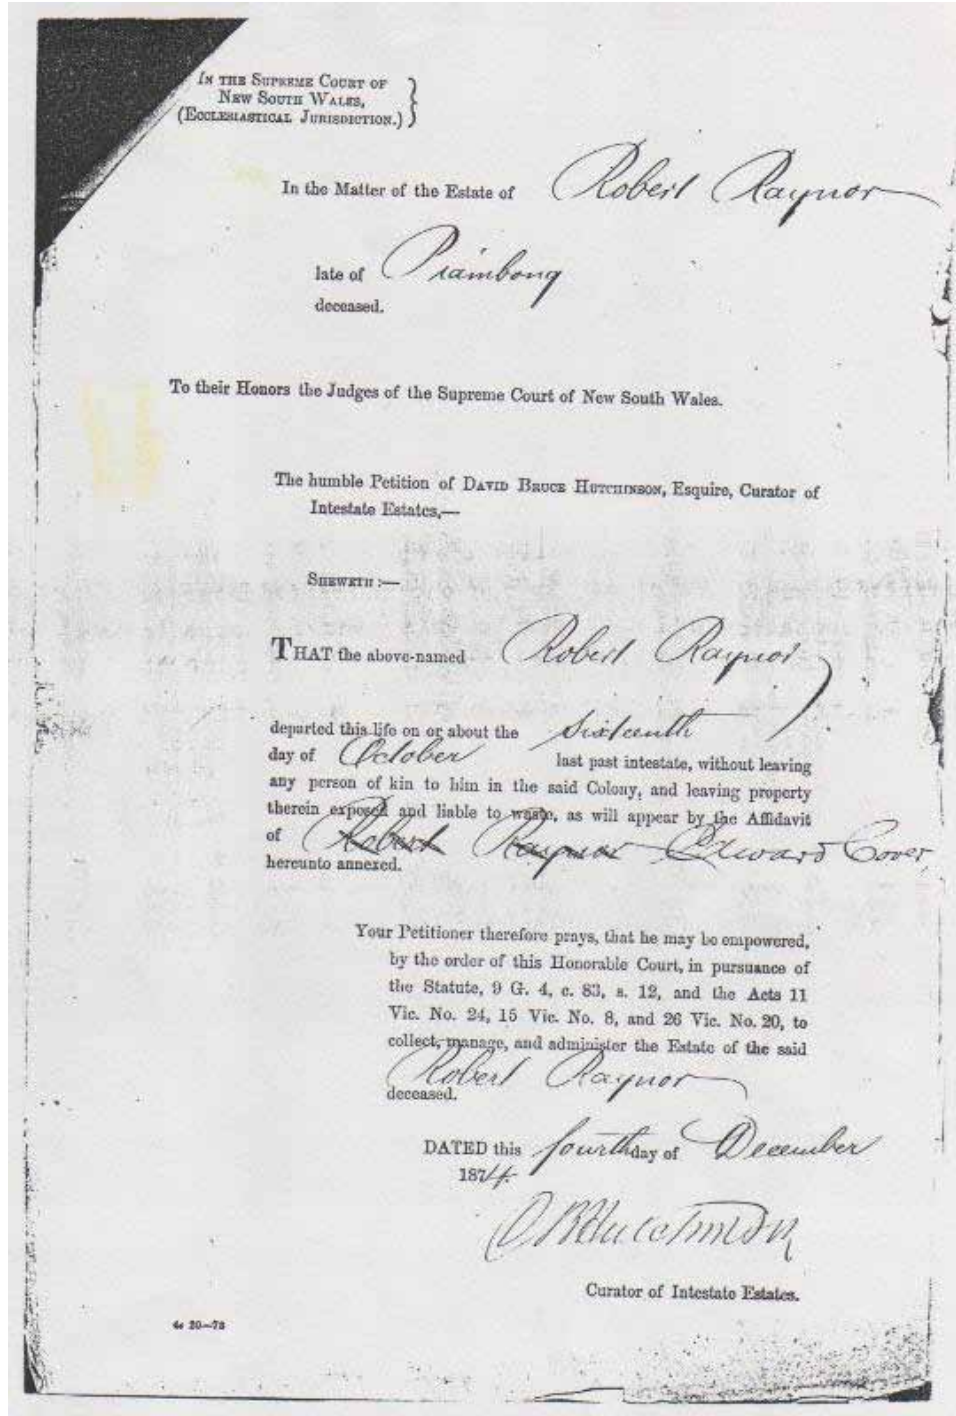 IN THE SUPREME COURT OF
NEW SOUTH WALES,
(ECCLESIASTICAL JURISDICTION.)
In the Matter of the Estate of Robert Raynor
late of Piambong
deceased.
To their Honors the Judges of the Supreme Court of New South Wales.
The humble Petition of DAVID BRUCE HUTCHINSON, Esquire, Curator of
Intestate Estates,—
SHEWETH :—
THAT the above-named Robert Raynor
departed this life on or about the sixteenth
day of October last past intestate, without leaving
any person of kin to him in the said Colony, and leaving property
therein exposed and liable to waste, as will appear by the Affidavit
of Robert Raynor Edward Cover,
hereunto annexed.
Your Petitioner therefore prays, that he may be empowered,
by the order of this Honorable Court, in pursuance of
the Statute, 9 G. 4, c. 83, s. 12, and the Acts 11
Vic. No. 24, 15 Vic. No. 8, and 26 Vic. No. 20, to
collect, manage, and administer the Estate of the said
Robert Raynor
deceased.
DATED this fourth day of December
1874.
D B Hutchinson
Curator of Intestate Estates.
4c 20—73